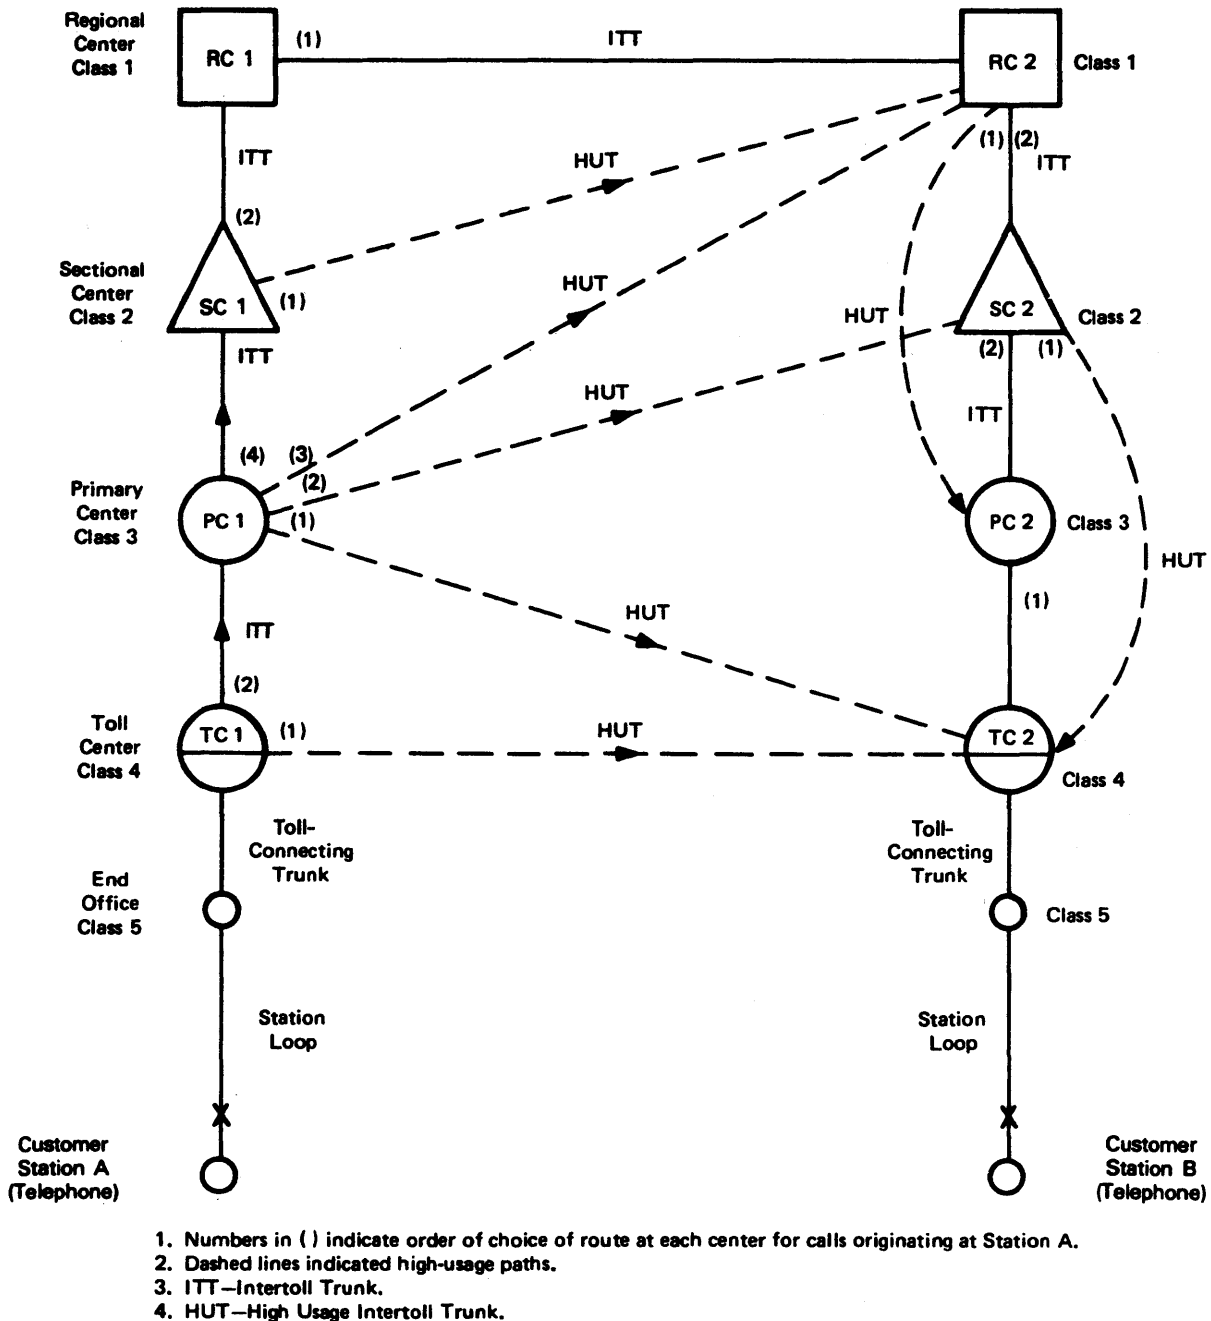 Regional
Center
Class 1
RC 1
(1)
ITT
RC 2
Class 1
ITT
HUT
(1)
(2)
ITT
(2)
Sectional
Center
Class 2
SC 1
(1)
HUT
HUT
SC 2
Class 2
(2)
(1)
ITT
HUT
ITT
(4)
(3)
(2)
Primary
Center
Class 3
PC 1
(1)
PC 2
Class 3
HUT
HUT
(1)
ITT
(2)
Toll
Center
Class 4
TC 1
(1)
HUT
TC 2
Class 4
Toll-
Connecting
Trunk
Toll-
Connecting
Trunk
End
Office
Class 5
Class 5
Station
Loop
Station
Loop
Customer
Station A
(Telephone)
Customer
Station B
(Telephone)
1. Numbers in ( ) indicate order of choice of route at each center for calls originating at Station A.
2. Dashed lines indicated high-usage paths.
3. ITT—Intertoll Trunk.
4. HUT—High Usage Intertoll Trunk.